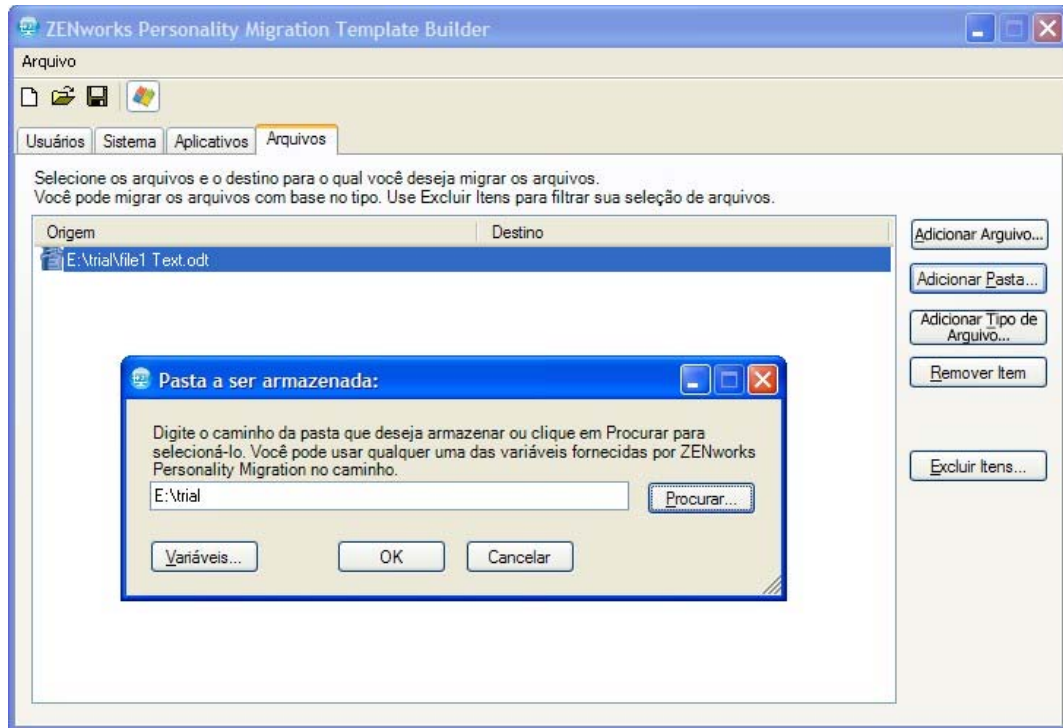 ZENworks Personality Migration Template Builder
Arquivo
Usuários Sistema Aplicativos Arquivos
Selecione os arquivos e o destino para o qual você deseja migrar os arquivos.
Você pode migrar os arquivos com base no tipo. Use Excluir Itens para filtrar sua seleção de arquivos.
Origem Destino
E:\trial\file1 Text.odt
Adicionar Arquivo...
Adicionar Pasta...
Adicionar Tipo de
Arquivo...
Remover Item
Excluir Itens...
Pasta a ser armazenada:
Digite o caminho da pasta que deseja armazenar ou clique em Procurar para
selecioná-lo. Você pode usar qualquer uma das variáveis fornecidas por ZENworks
Personality Migration no caminho.
E:\trial
Procurar...
Variáveis... OK Cancelar